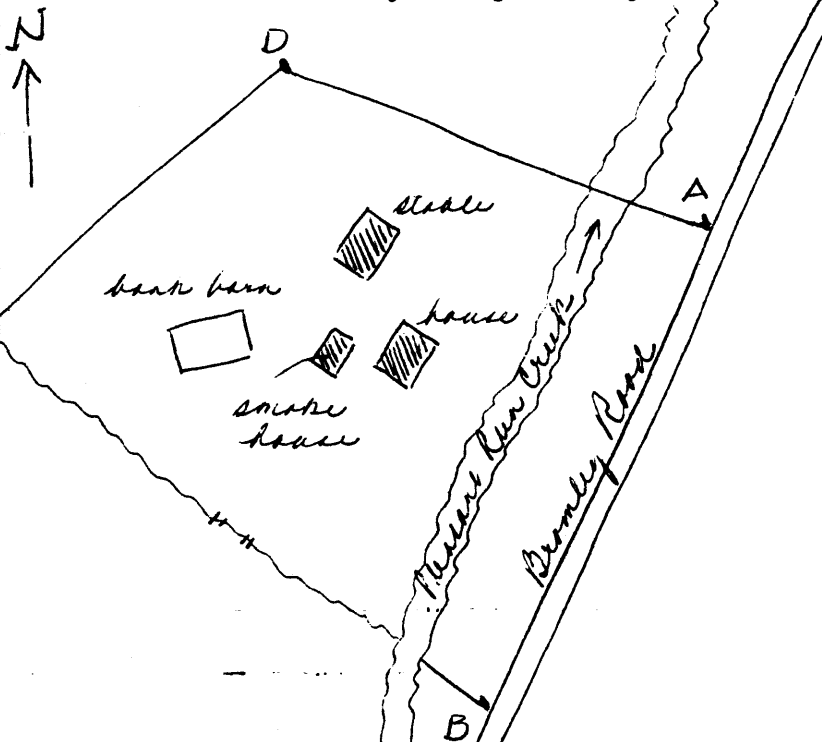 N
D
A
stable
bank barn
house
smoke
house
Pleasant Run Creek
Bromley Road
B